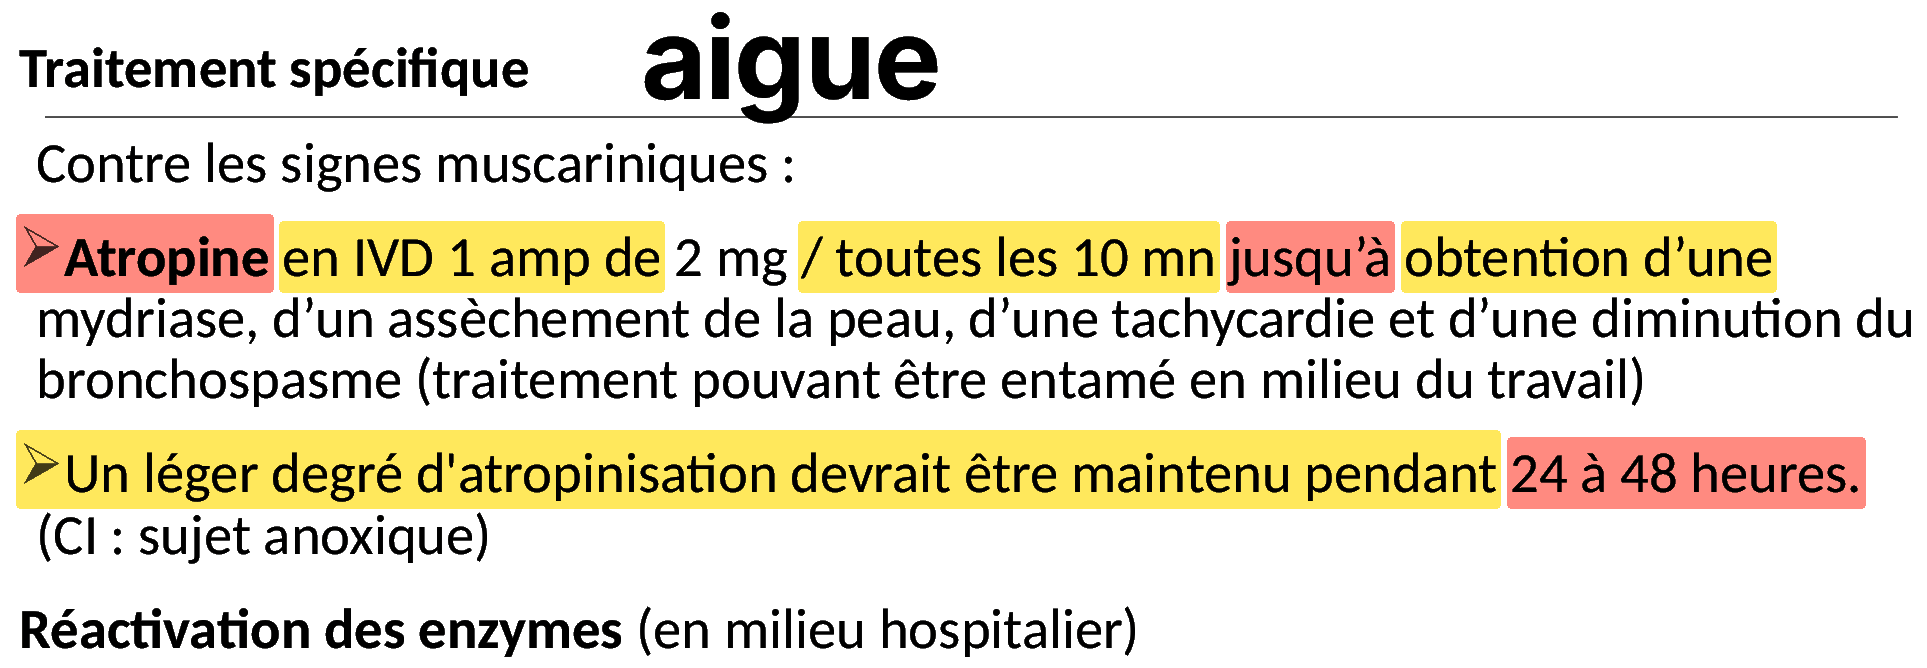 Traitement spécifique aigue
Contre les signes muscariniques :
➢Atropine en IVD 1 amp de 2 mg / toutes les 10 mn jusqu’à obtention d’une
mydriase, d’un assèchement de la peau, d’une tachycardie et d’une diminution du
bronchospasme (traitement pouvant être entamé en milieu du travail)
➢Un léger degré d'atropinisation devrait être maintenu pendant 24 à 48 heures.
(CI : sujet anoxique)
Réactivation des enzymes (en milieu hospitalier)